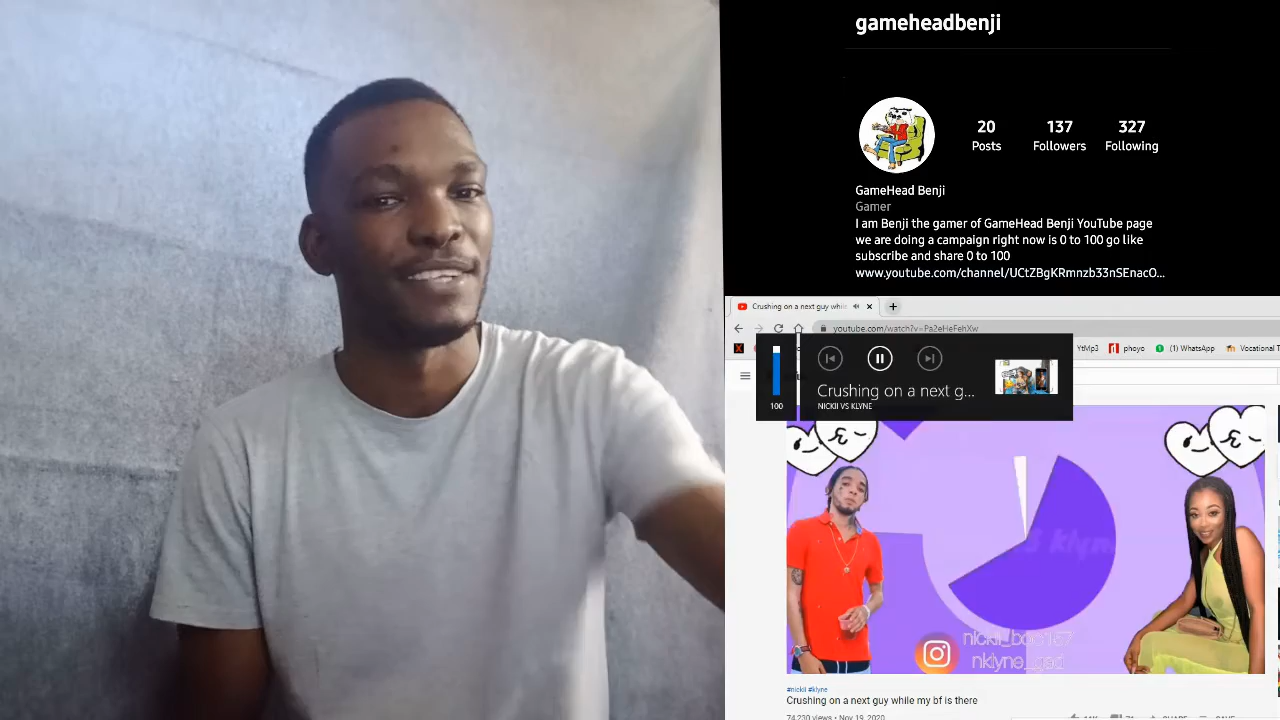 gameheadbenji
20
137
327
Posts
Followers
Following
GameHead Benji
Gamer
I am Benji the gamer of GameHead Benji YouTube page
we are doing a campaign right now is 0 to 100 go like
subscribe and share 0 to 100
www.youtube.com/channel/UCtZBgKRmnzb33nSEnacO...
Crushing on a next guy while
youtube.com/watch?v=Pa2eHeFehXw
YtMp3
phoyo
(1) WhatsApp
Vocational T
Crushing on a next g...
100
NICKII VS KLYNE
#nickii #klyne
Crushing on a next guy while my bf is there
74,230 views • Nov 19, 2020
SHARE